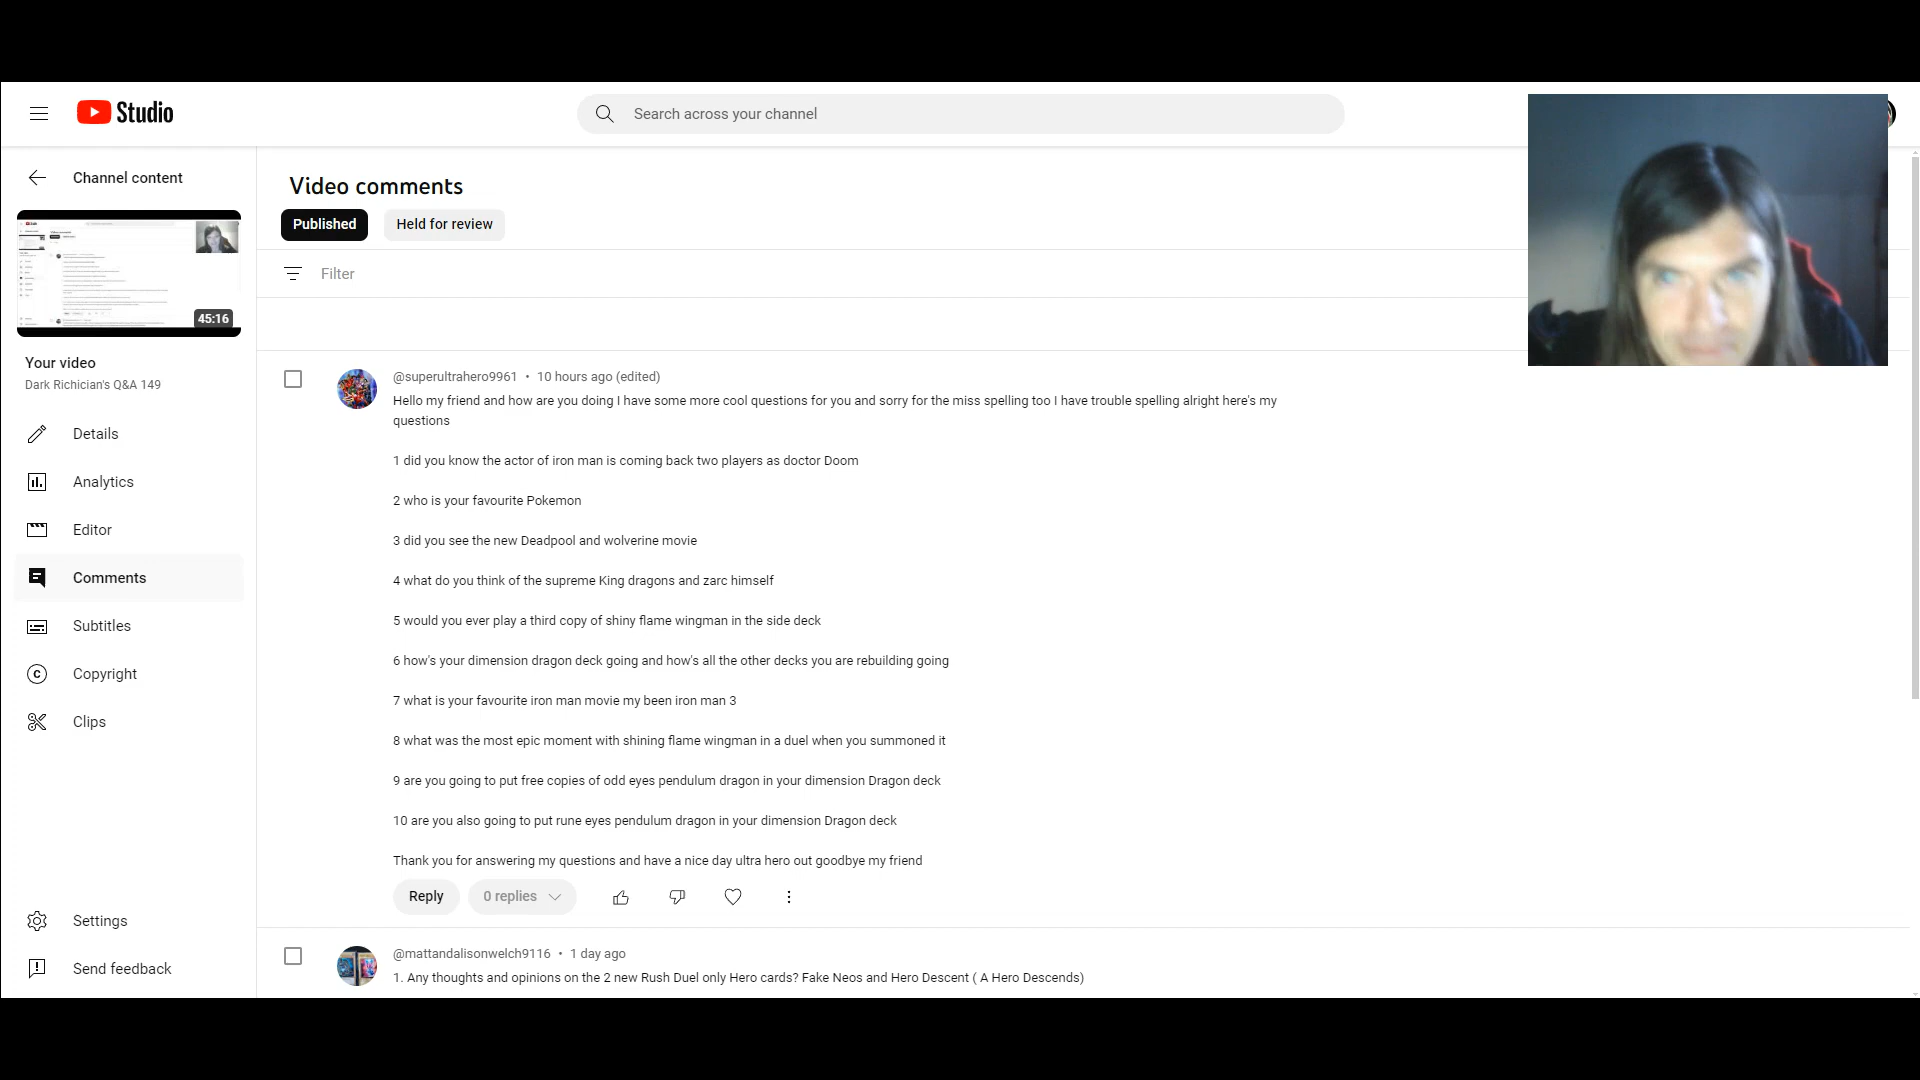 Studio
Search across your channel
Channel content
45:16
Your video
Dark Richician's Q&A 149
Details
Analytics
Editor
Comments
Subtitles
Copyright
Clips
Settings
Send feedback
Video comments
Published
Held for review
Filter
@superultrahero9961 • 10 hours ago (edited)
Hello my friend and how are you doing I have some more cool questions for you and sorry for the miss spelling too I have trouble spelling alright here's my
questions
1 did you know the actor of iron man is coming back two players as doctor Doom
2 who is your favourite Pokemon
3 did you see the new Deadpool and wolverine movie
4 what do you think of the supreme King dragons and zarc himself
5 would you ever play a third copy of shiny flame wingman in the side deck
6 how's your dimension dragon deck going and how's all the other decks you are rebuilding going
7 what is your favourite iron man movie my been iron man 3
8 what was the most epic moment with shining flame wingman in a duel when you summoned it
9 are you going to put free copies of odd eyes pendulum dragon in your dimension Dragon deck
10 are you also going to put rune eyes pendulum dragon in your dimension Dragon deck
Thank you for answering my questions and have a nice day ultra hero out goodbye my friend
Reply
0 replies
@mattandalisonwelch9116 • 1 day ago
1. Any thoughts and opinions on the 2 new Rush Duel only Hero cards? Fake Neos and Hero Descent ( A Hero Descends)